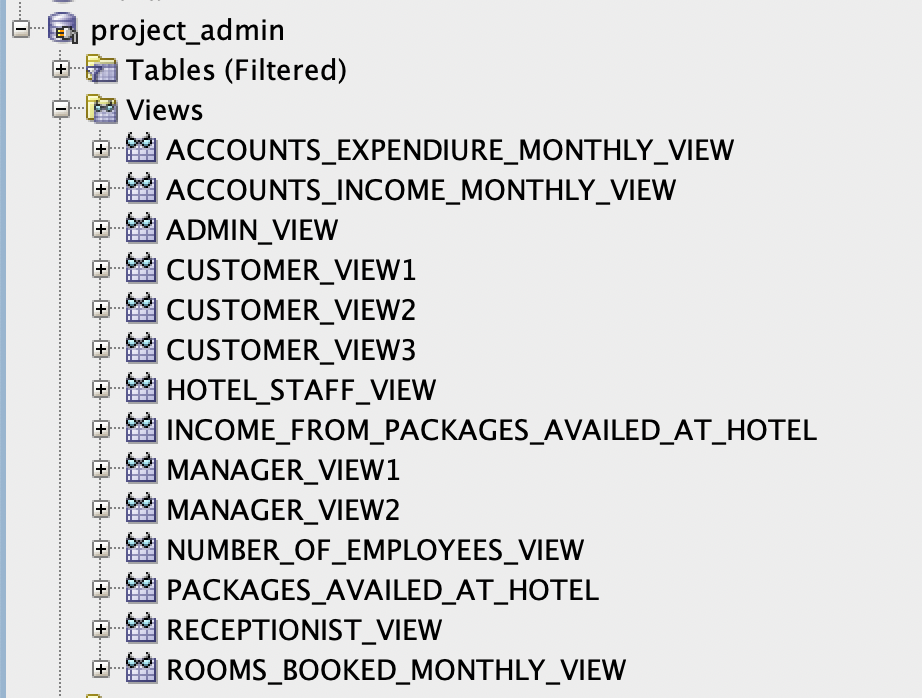 project_admin
Tables (Filtered)
Views
ACCOUNTS_EXPENDIURE_MONTHLY_VIEW
ACCOUNTS_INCOME_MONTHLY_VIEW
ADMIN_VIEW
CUSTOMER_VIEW1
CUSTOMER_VIEW2
CUSTOMER_VIEW3
HOTEL_STAFF_VIEW
INCOME_FROM_PACKAGES_AVAILED_AT_HOTEL
MANAGER_VIEW1
MANAGER_VIEW2
NUMBER_OF_EMPLOYEES_VIEW
PACKAGES_AVAILED_AT_HOTEL
RECEPTIONIST_VIEW
ROOMS_BOOKED_MONTHLY_VIEW